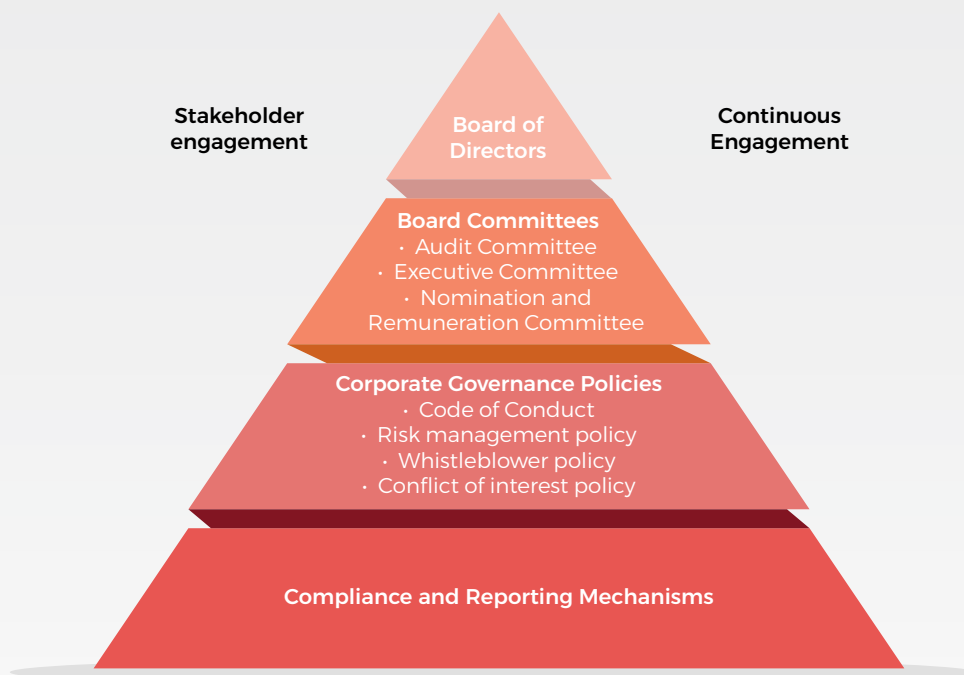 Stakeholder
engagement
Continuous
Engagement
Board of
Directors
Board Committees
· Audit Committee
· Executive Committee
· Nomination and
Remuneration Committee
Corporate Governance Policies
· Code of Conduct
· Risk management policy
· Whistleblower policy
· Conflict of interest policy
Compliance and Reporting Mechanisms